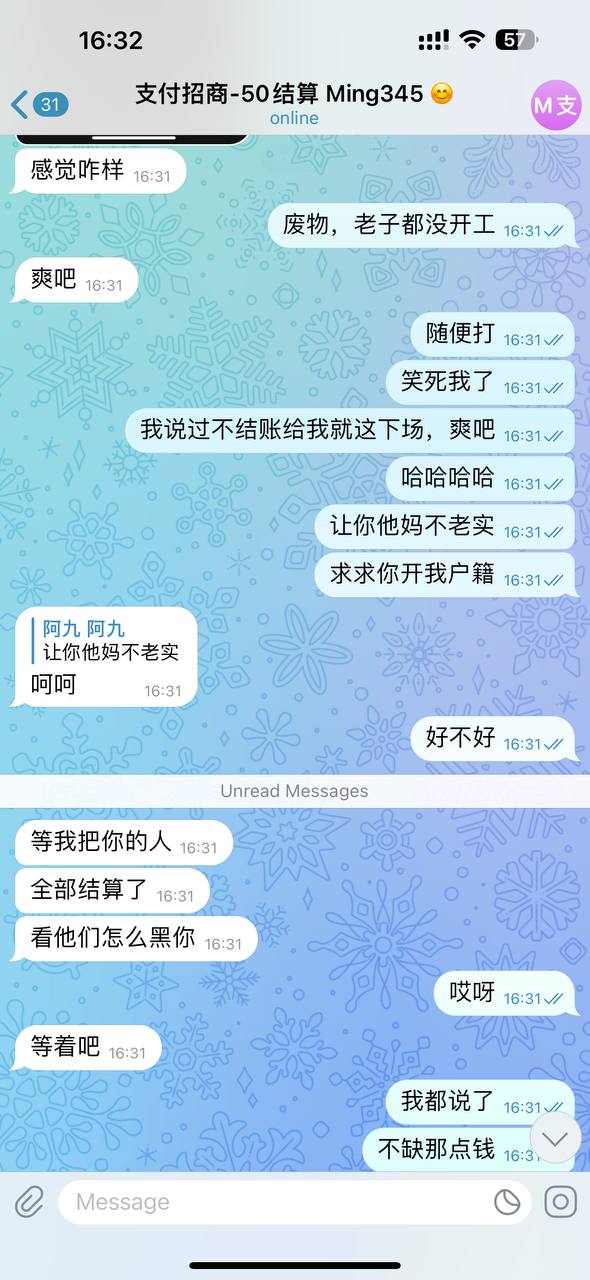 16:32
57
31
支付招商-50结算 Ming345 😊
online
M支
感觉咋样 16:31
废物，老子都没开工 16:31
爽吧 16:31
随便打 16:31
笑死我了 16:31
我说过不结账给我就这下场，爽吧 16:31
哈哈哈哈 16:31
让你他妈不老实 16:31
求求你开我户籍 16:31
阿九 阿九
让你他妈不老实
呵呵 16:31
好不好 16:31
Unread Messages
等我把你的人 16:31
全部结算了 16:31
看他们怎么黑你 16:31
哎呀 16:31
等着吧 16:31
我都说了 16:31
不缺那点钱 16:31
Message